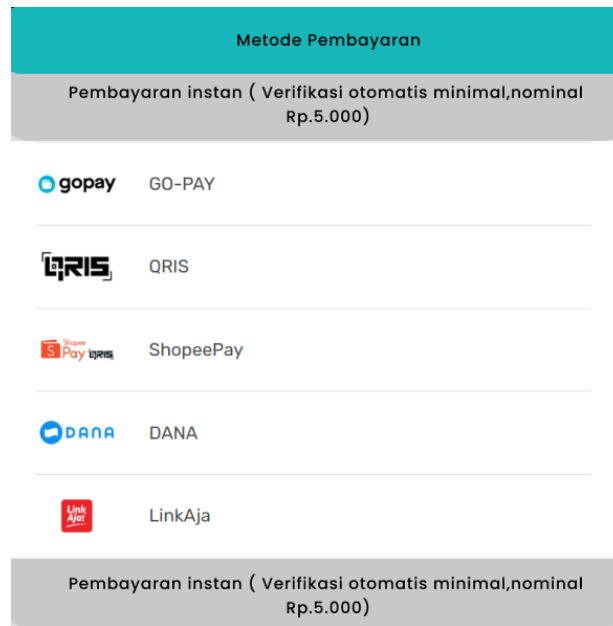 Metode Pembayaran
Pembayaran instan ( Verifikasi otomatis minimal,nominal
Rp.5.000)
gopay GO-PAY
QRIS QRIS
S Shopee Pay QRIS ShopeePay
DANA DANA
Link Aja! LinkAja
Pembayaran instan ( Verifikasi otomatis minimal,nominal
Rp.5.000)